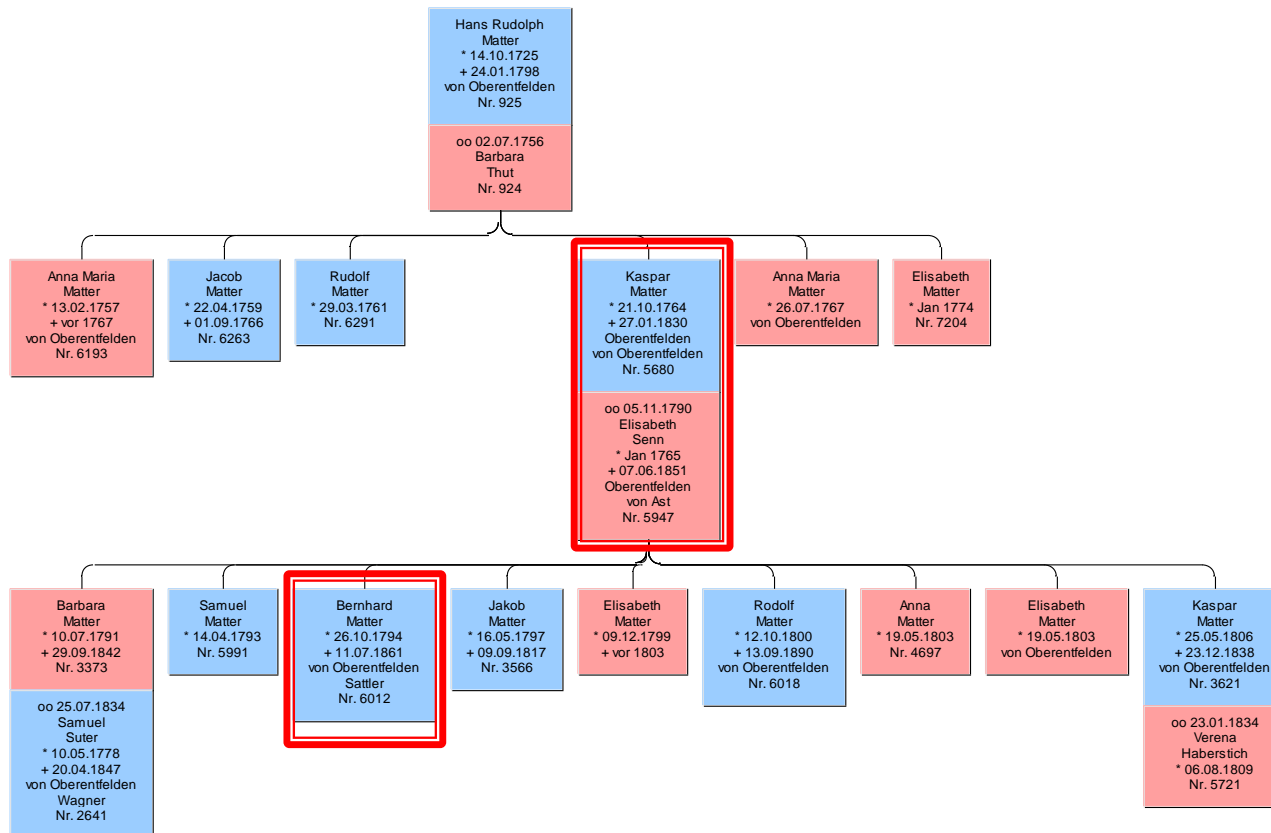 Hans Rudolph
Matter
* 14.10.1725
+ 24.01.1798
von Oberentfelden
Nr. 925
oo 02.07.1756
Barbara
Thut
Nr. 924
Anna Maria
Matter
* 13.02.1757
+ vor 1767
von Oberentfelden
Nr. 6193
Jacob
Matter
* 22.04.1759
+ 01.09.1766
Nr. 6263
Rudolf
Matter
* 29.03.1761
Nr. 6291
Kaspar
Matter
* 21.10.1764
+ 27.01.1830
Oberentfelden
von Oberentfelden
Nr. 5680
oo 05.11.1790
Elisabeth
Senn
* Jan 1765
+ 07.06.1851
Oberentfelden
von Ast
Nr. 5947
Anna Maria
Matter
* 26.07.1767
von Oberentfelden
Elisabeth
Matter
* Jan 1774
Nr. 7204
Barbara
Matter
* 10.07.1791
+ 29.09.1842
Nr. 3373
oo 25.07.1834
Samuel
Suter
* 10.05.1778
+ 20.04.1847
von Oberentfelden
Wagner
Nr. 2641
Samuel
Matter
* 14.04.1793
Nr. 5991
Bernhard
Matter
* 26.10.1794
+ 11.07.1861
von Oberentfelden
Sattler
Nr. 6012
Jakob
Matter
* 16.05.1797
+ 09.09.1817
Nr. 3566
Elisabeth
Matter
* 09.12.1799
+ vor 1803
Rodolf
Matter
* 12.10.1800
+ 13.09.1890
von Oberentfelden
Nr. 6018
Anna
Matter
* 19.05.1803
Nr. 4697
Elisabeth
Matter
* 19.05.1803
von Oberentfelden
Kaspar
Matter
* 25.05.1806
+ 23.12.1838
von Oberentfelden
Nr. 3621
oo 23.01.1834
Verena
Haberstich
* 06.08.1809
Nr. 5721